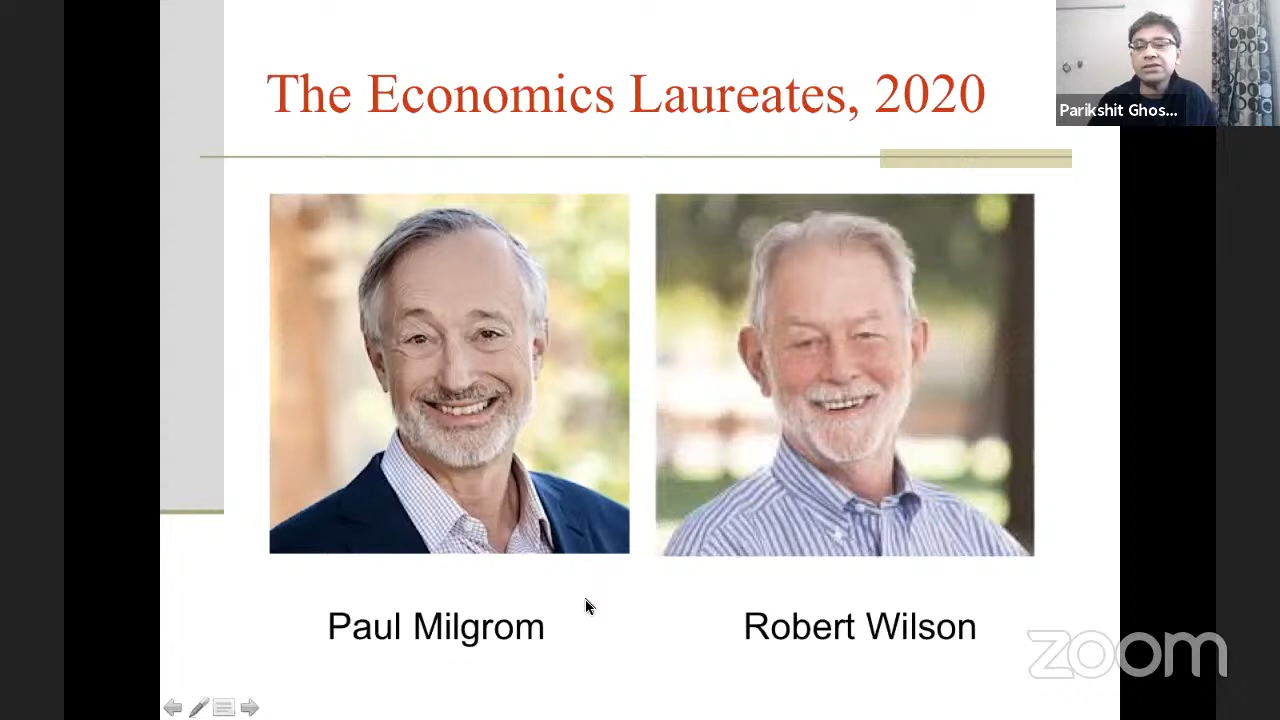 The Economics Laureates, 2020
Parikshit Ghos...
Paul Milgrom
Robert Wilson
zoom